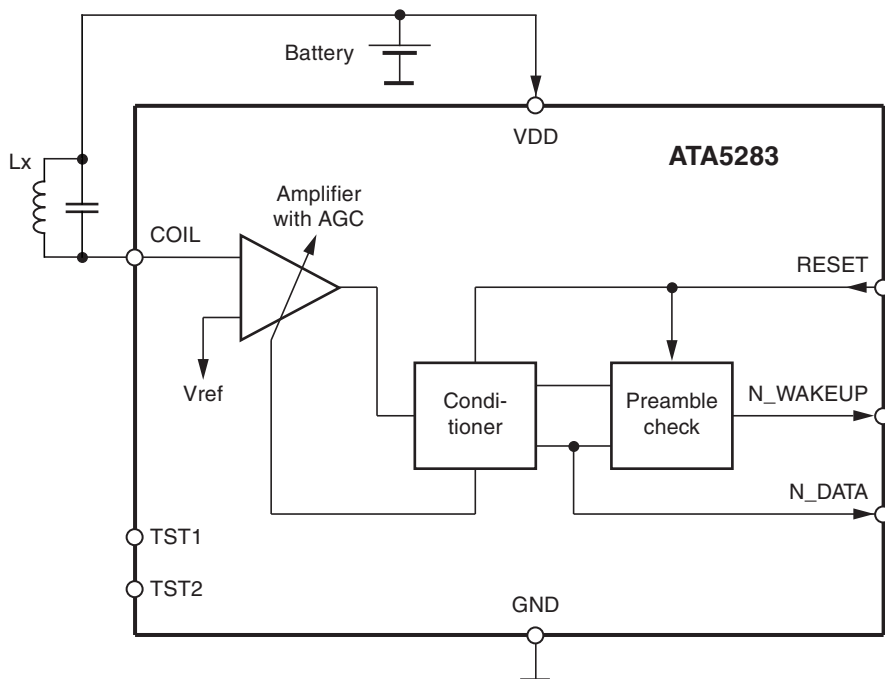 Battery
VDD
ATA5283
Lx
Amplifier
with AGC
COIL
RESET
Vref
Condi-
tioner
Preamble
check
N_WAKEUP
N_DATA
TST1
TST2
GND